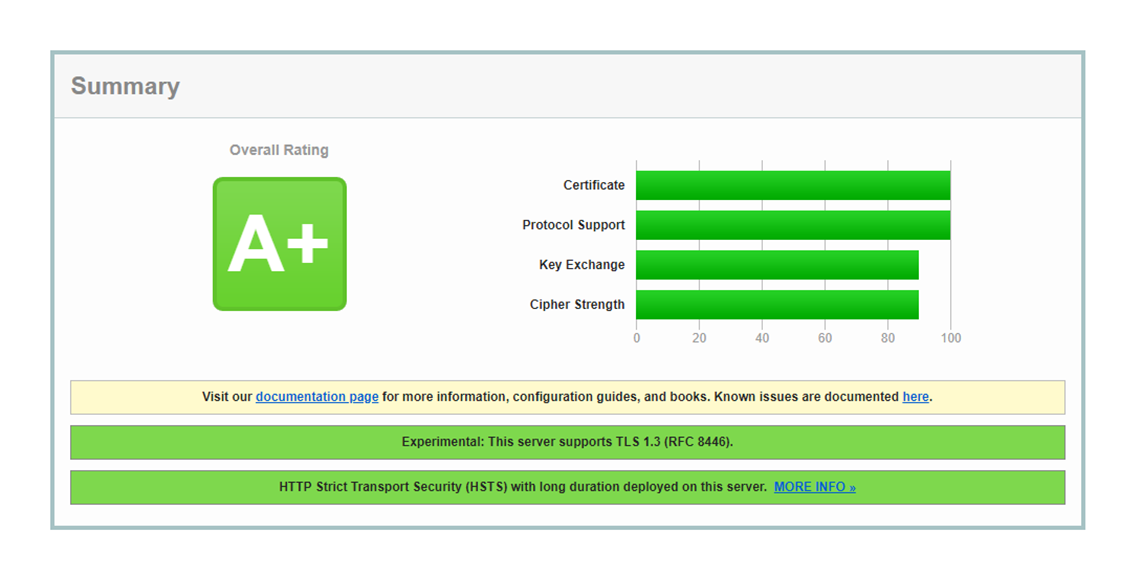 Summary
Overall Rating
A+
Certificate
Protocol Support
Key Exchange
Cipher Strength
0 20 40 60 80 100
Visit our documentation page for more information, configuration guides, and books. Known issues are documented here.
Experimental: This server supports TLS 1.3 (RFC 8446).
HTTP Strict Transport Security (HSTS) with long duration deployed on this server. MORE INFO »